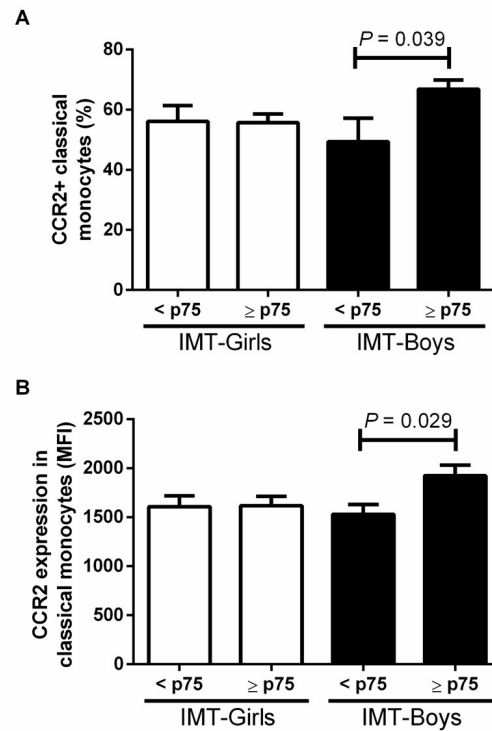 A
P = 0.039
80
60
40
20
0
CCR2+ classical
monocytes (%)
< p75
≥ p75
< p75
≥ p75
IMT-Girls
IMT-Boys
B
P = 0.029
2500
2000
1500
1000
500
0
CCR2 expression in
classical monocytes (MFI)
< p75
≥ p75
< p75
≥ p75
IMT-Girls
IMT-Boys